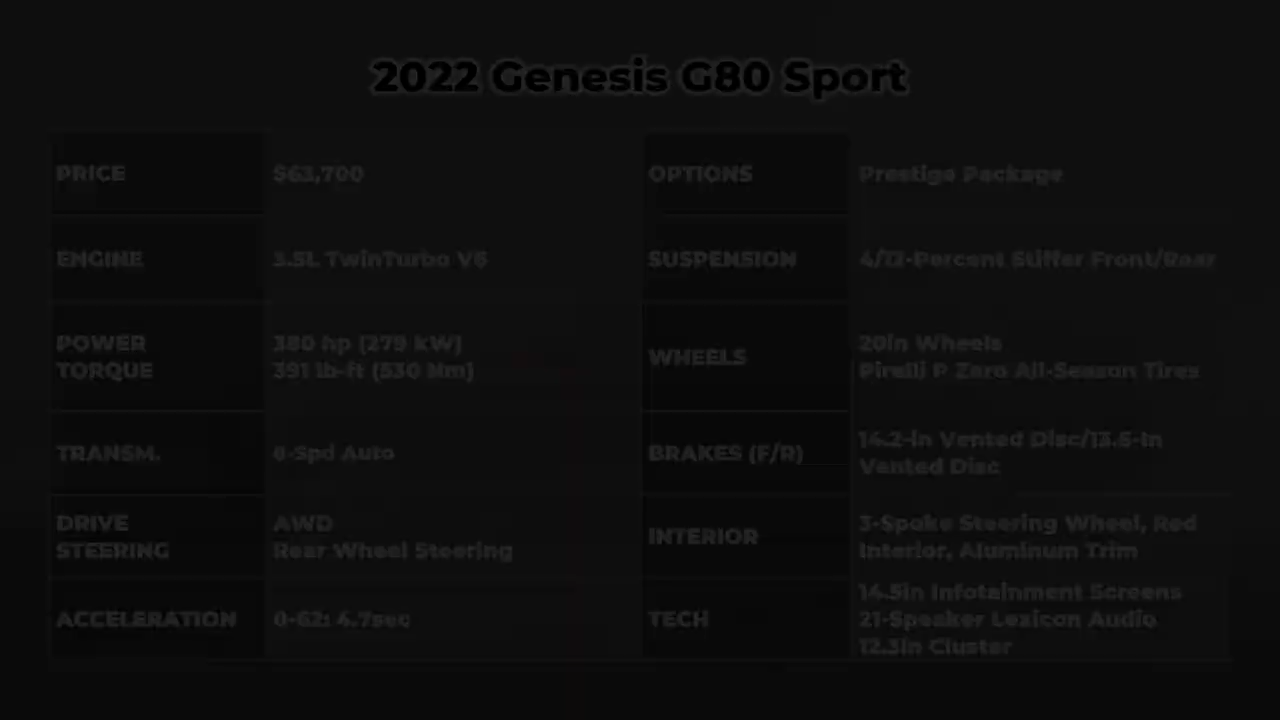 2022 Genesis G80 Sport
PRICE
$63,700
ENGINE
3.5L TwinTurbo V6
POWER
TORQUE
380 hp (279 kW)
391 lb-ft (530 Nm)
TRANSM.
8-Spd Auto
DRIVE
STEERING
AWD
Rear Wheel Steering
ACCELERATION
0-62: 4.7sec
OPTIONS
Prestige Package
SUSPENSION
4/12-Percent Stiffer Front/Rear
WHEELS
20in Wheels
Pirelli P Zero All-Season Tires
BRAKES (F/R)
14.2-in Vented Disc/13.6-in
Vented Disc
INTERIOR
3-Spoke Steering Wheel, Red
Interior, Aluminum Trim
TECH
14.5in Infotainment Screens
21-Speaker Lexicon Audio
12.3in Cluster